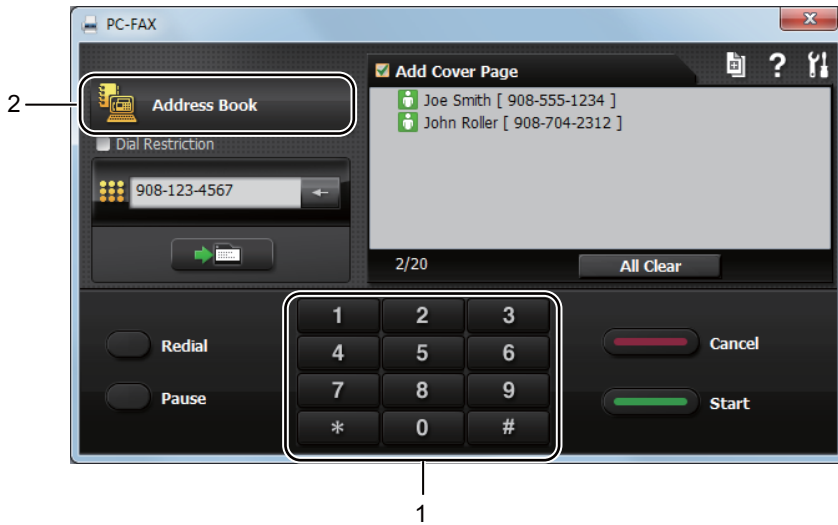 PC-FAX
x
2
Address Book
Add Cover Page
?
Joe Smith [ 908-555-1234 ]
John Roller [ 908-704-2312 ]
Dial Restriction
908-123-4567
2/20
All Clear
Redial
Pause
1 2 3
4 5 6
7 8 9
* 0 #
Cancel
Start
1